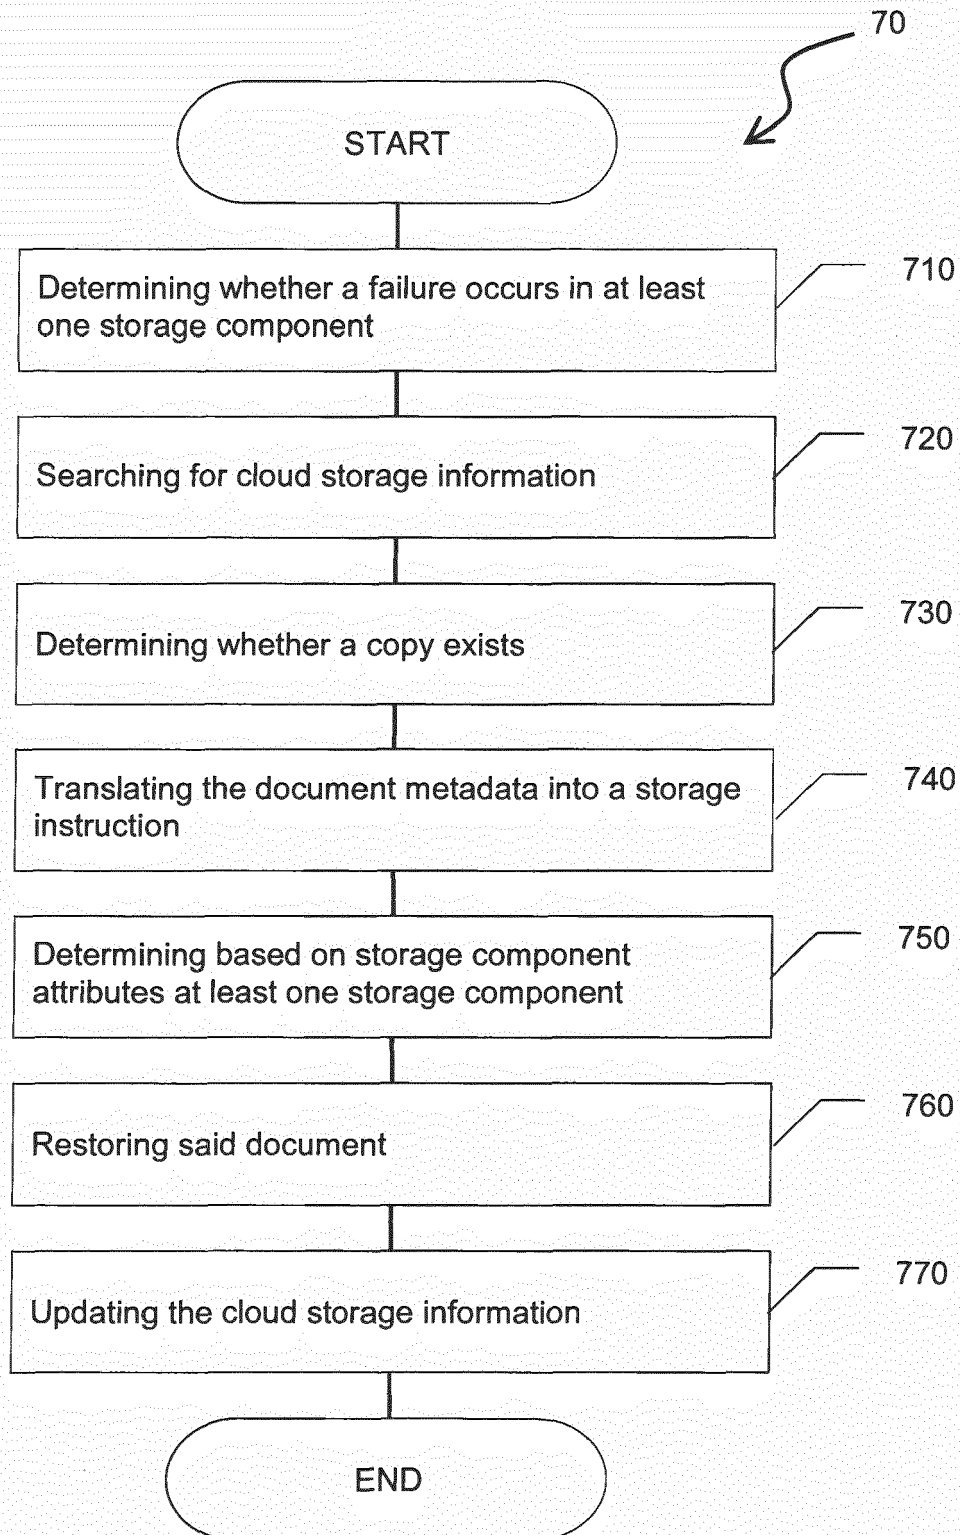 70
START
Determining whether a failure occurs in at least
one storage component
710
Searching for cloud storage information
720
Determining whether a copy exists
730
Translating the document metadata into a storage
instruction
740
Determining based on storage component
attributes at least one storage component
750
Restoring said document
760
Updating the cloud storage information
770
END